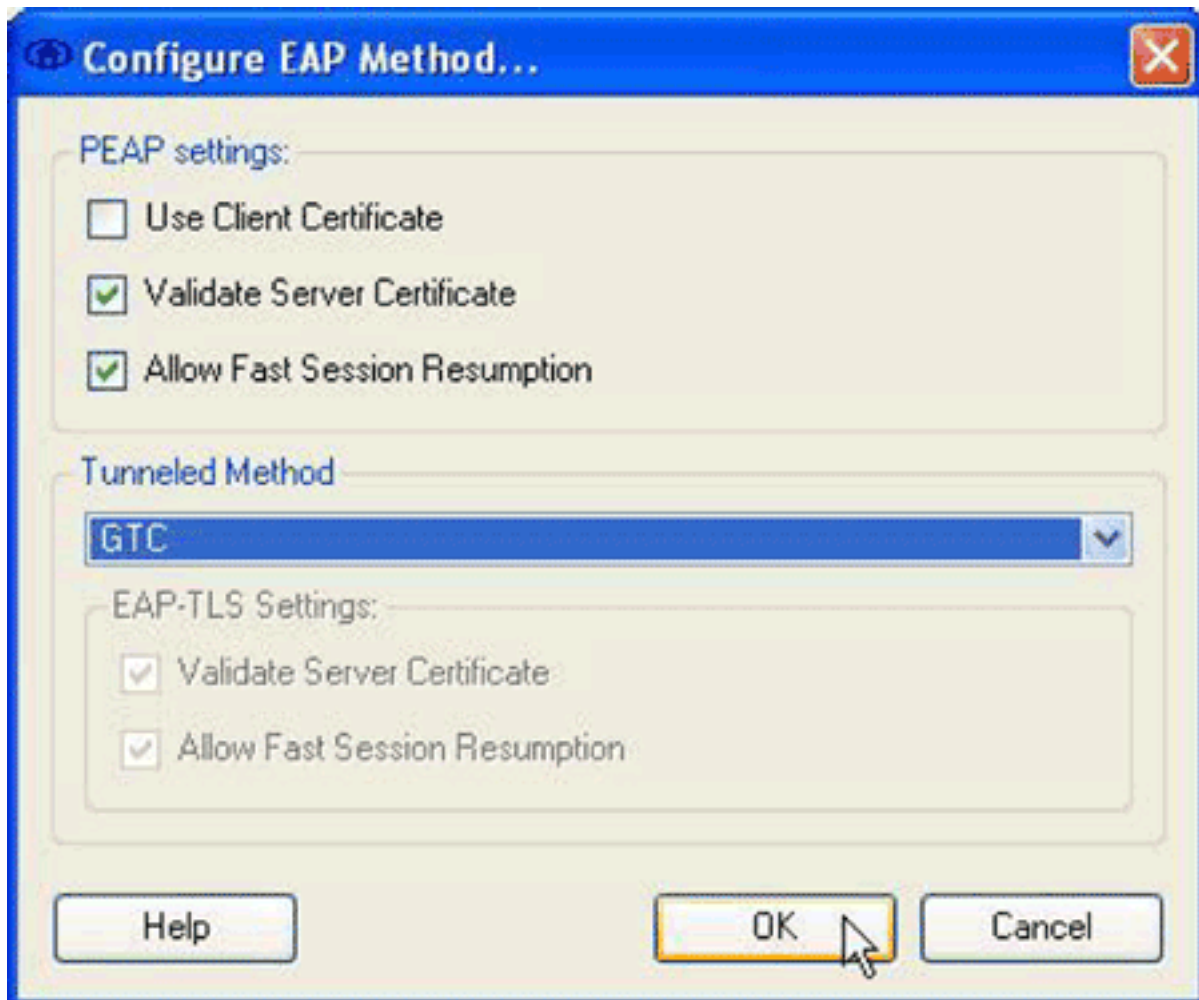 Configure EAP Method...
PEAP settings:
Use Client Certificate
Validate Server Certificate
Allow Fast Session Resumption
Tunneled Method
GTC
EAP-TLS Settings:
Validate Server Certificate
Allow Fast Session Resumption
Help
OK
Cancel